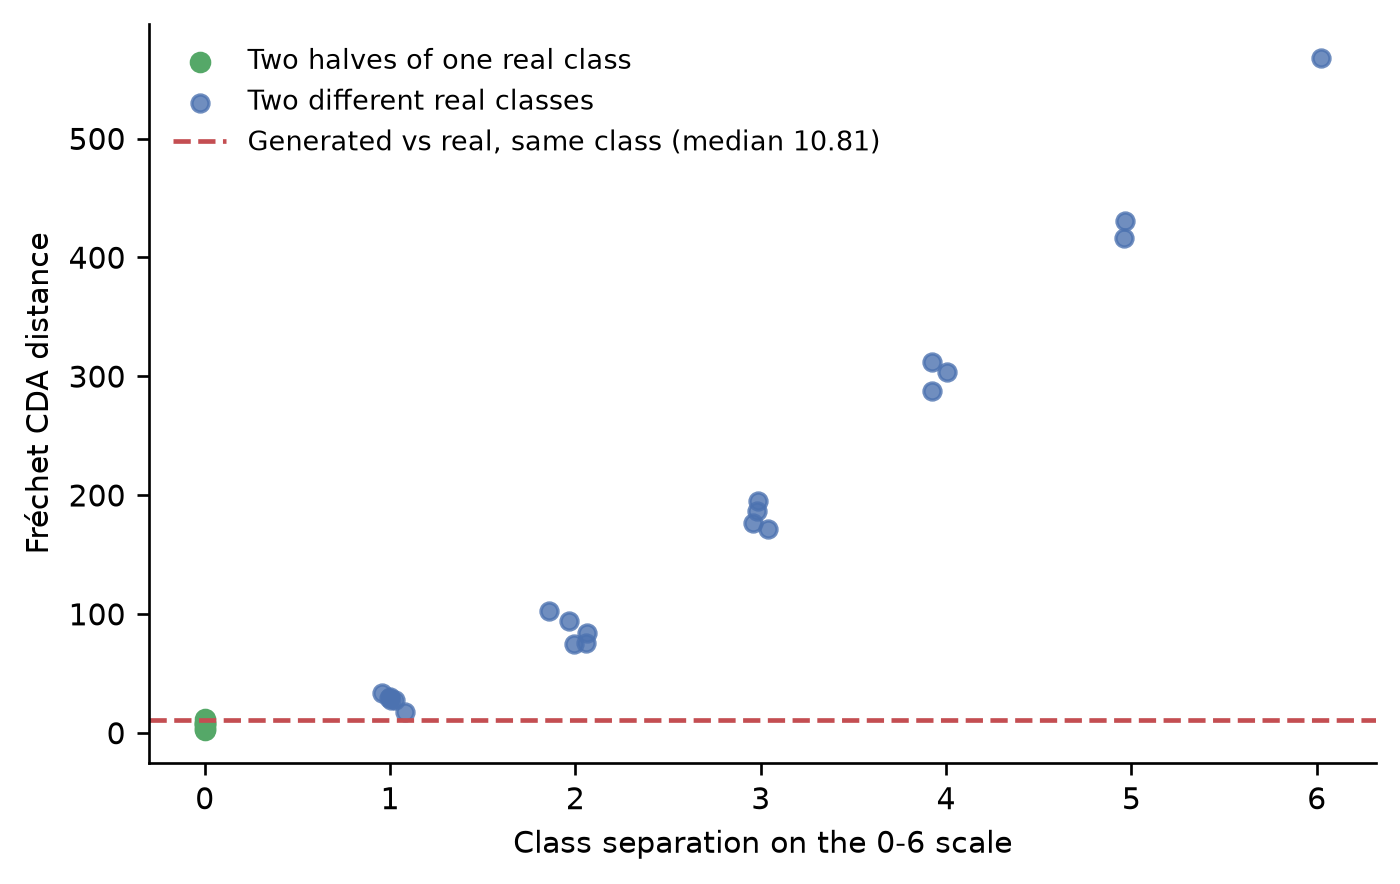 Two halves of one real class
Two different real classes
Generated vs real, same class (median 10.81)
Fréchet CDA distance
500
400
300
200
100
0
0 1 2 3 4 5 6
Class separation on the 0-6 scale